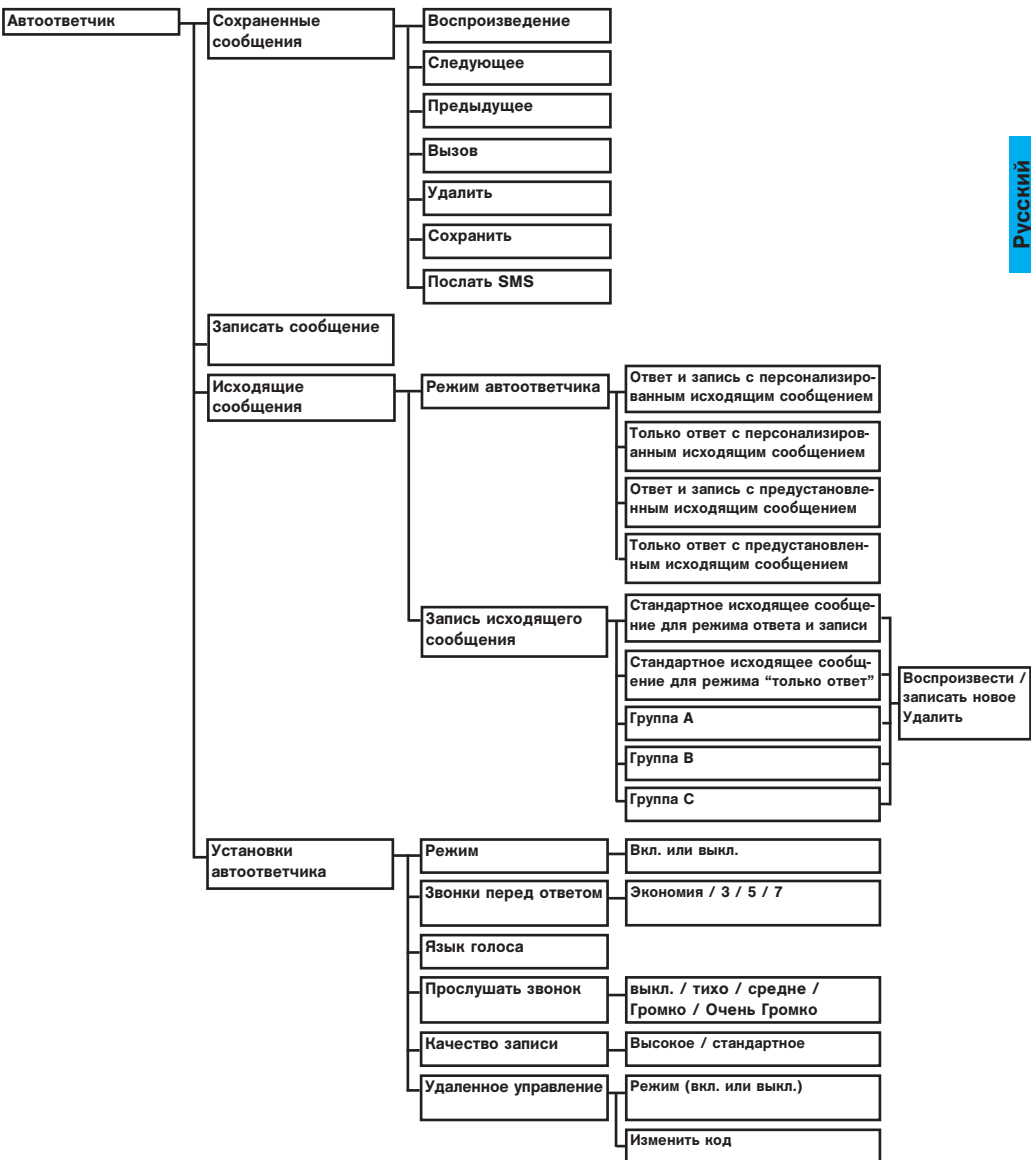 Автоответчик
Сохраненные
сообщения
Воспроизведение
Следующее
Предыдущее
Вызов
Удалить
Сохранить
Послать SMS
Русский
Записать сообщение
Исходящие
сообщения
Режим автоответчика
Ответ и запись с персонализиро-
ванным исходящим сообщением
Только ответ с персонализиров-
анным исходящим сообщением
Ответ и запись с предустановле-
нным исходящим сообщением
Только ответ с предустановлен-
ным исходящим сообщением
Запись исходящего
сообщения
Стандартное исходящее сообще-
ние для режима ответа и записи
Стандартное исходящее сообщ-
ение для режима “только ответ”
Группа A
Группа B
Группа C
Воспроизвести /
записать новое
Удалить
Установки
автоответчика
Режим
Вкл. или выкл.
Звонки перед ответом
Экономия / 3 / 5 / 7
Язык голоса
Прослушать звонок
выкл. / тихо / средне /
Громко / Очень Громко
Качество записи
Высокое / стандартное
Удаленное управление
Режим (вкл. или выкл.)
Изменить код